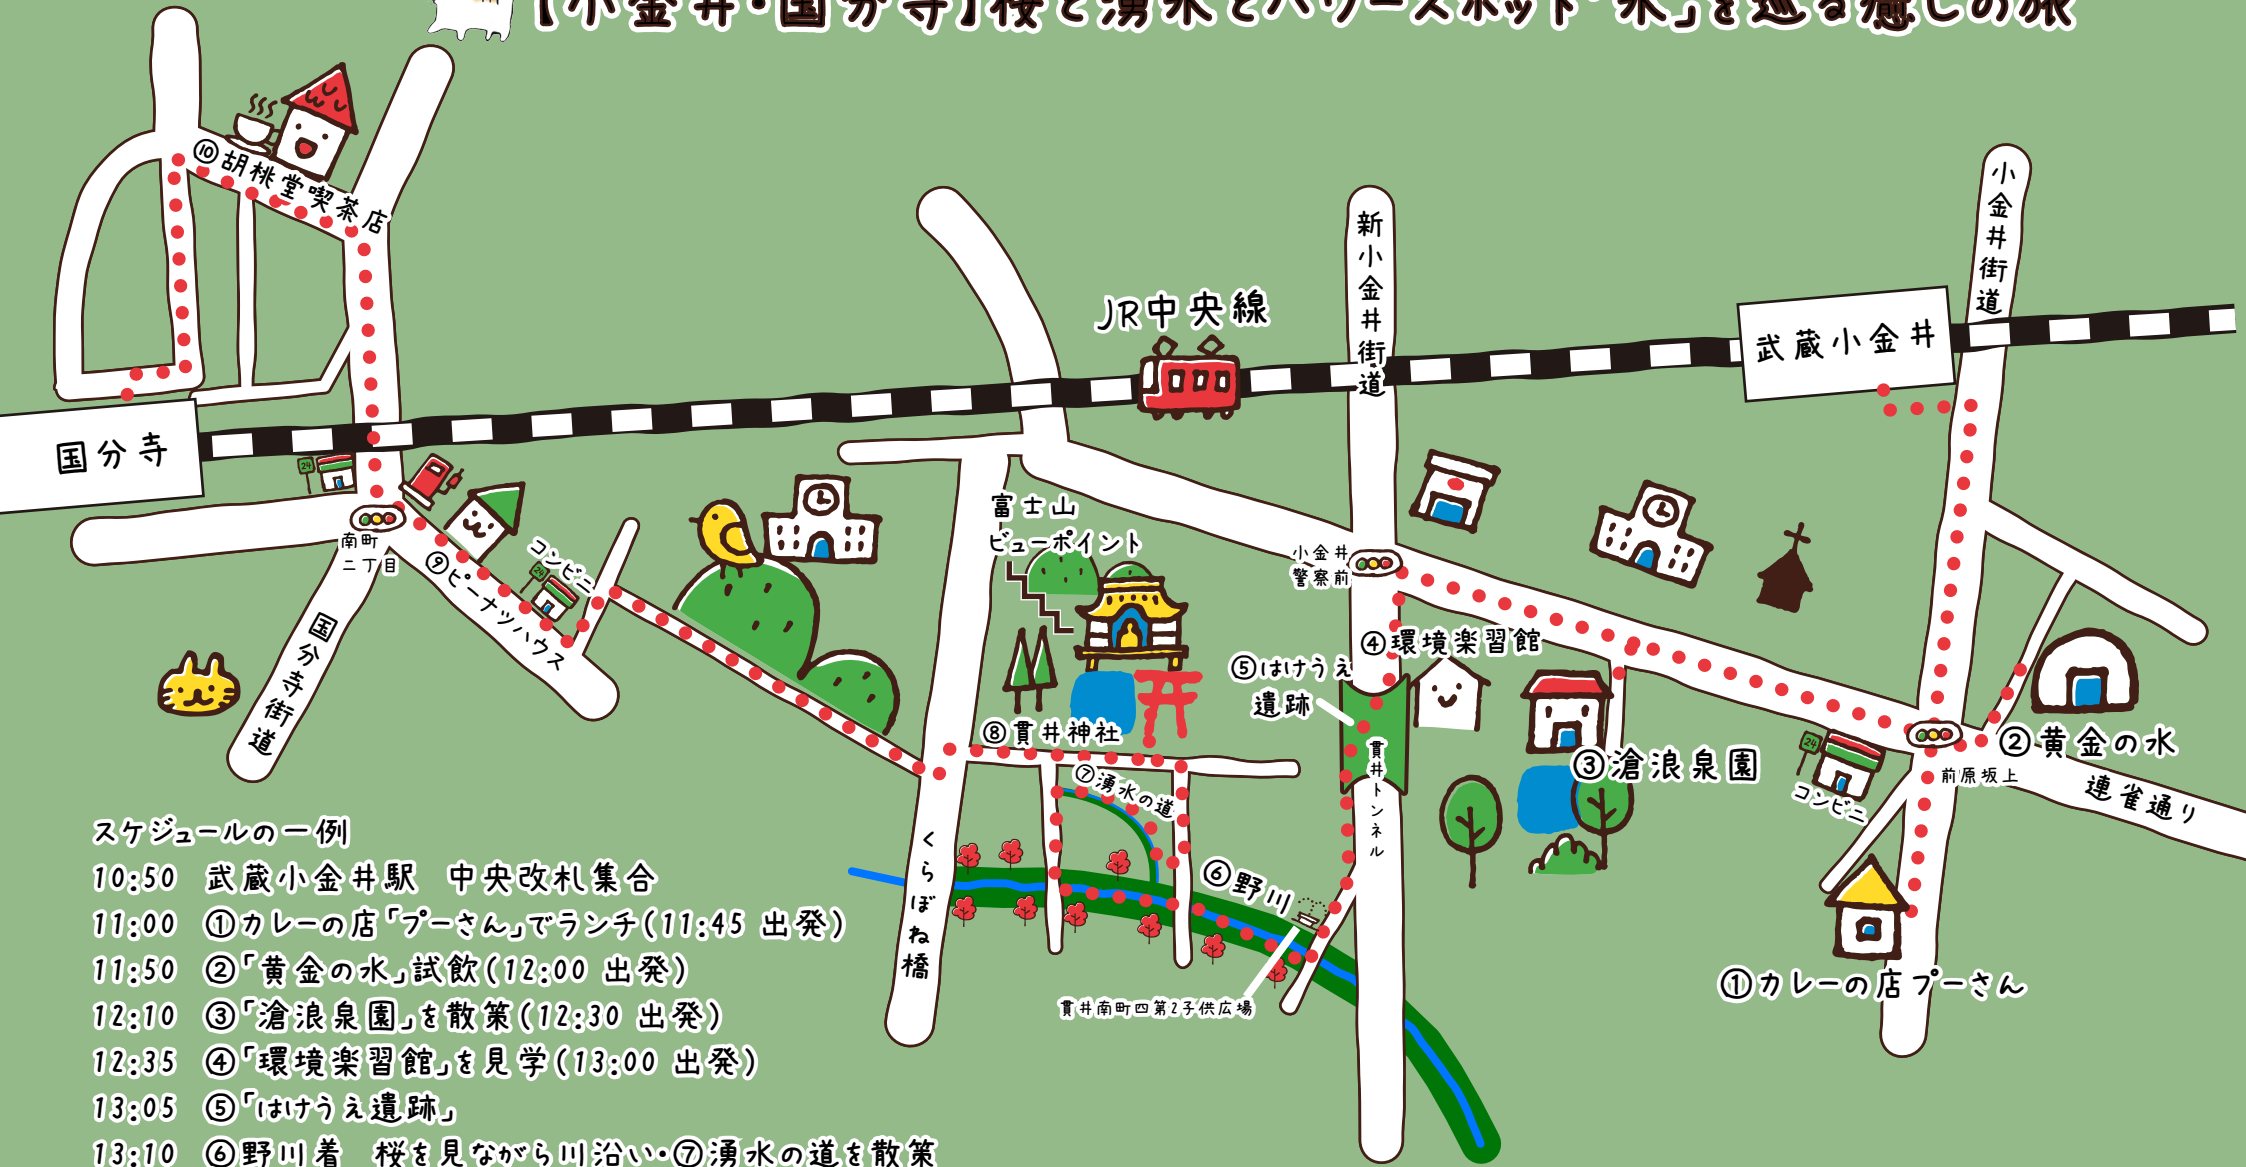 【小金井・国分寺】桜と湧水とパワースポット「水」を巡る癒しの旅
⑩胡桃堂喫茶店
小金井街道
新小金井街道
JR中央線
武蔵小金井
国分寺
24
南町
二丁目
⑨ピーナッツハウス
コンビニ
24
国分寺街道
富士山
ビューポイント
小金井
警察前
④環境楽習館
⑤はけうえ
遺跡
貫井トンネル
③滄浪泉園
②黄金の水
前原坂上
24
コンビニ
連雀通り
⑧貫井神社
⑦湧水の道
くらぼね橋
⑥野川
貫井南町四第2子供広場
①カレーの店プーさん
スケジュールの一例
10:50 武蔵小金井駅 中央改札集合
11:00 ①カレーの店「プーさん」でランチ(11:45 出発)
11:50 ②「黄金の水」試飲(12:00 出発)
12:10 ③「滄浪泉園」を散策(12:30 出発)
12:35 ④「環境楽習館」を見学(13:00 出発)
13:05 ⑤「はけうえ遺跡」
13:10 ⑥野川着 桜を見ながら川沿い・⑦湧水の道を散策